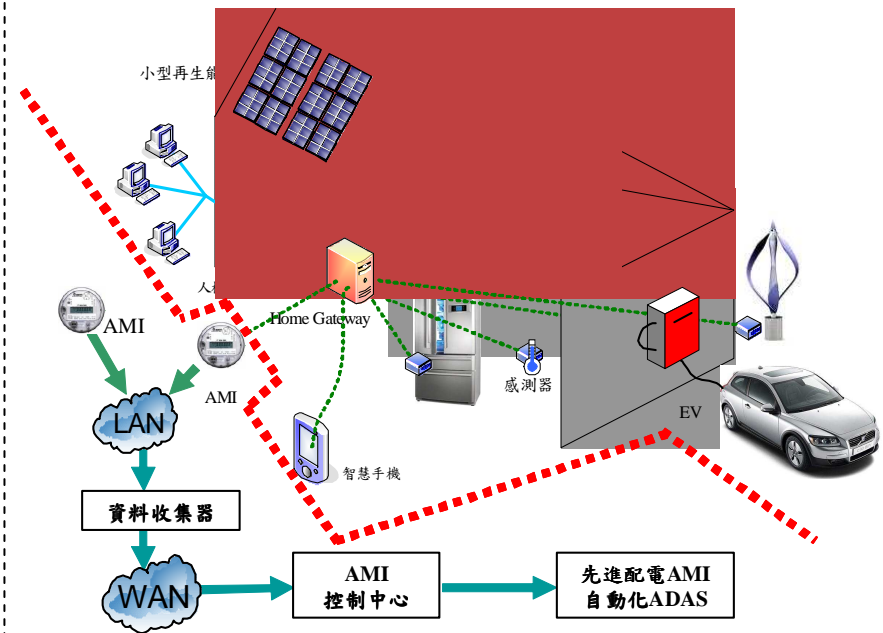 小型再生能
人
Home Gateway
AMI
AMI
感測器
EV
LAN
智慧手機
資料收集器
WAN
AMI
控制中心
先進配電AMI
自動化ADAS